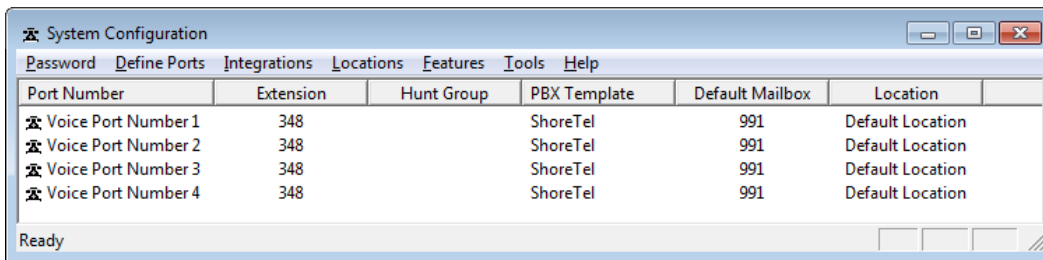 System Configuration
Password Define Ports Integrations Locations Features Tools Help
Port Number Extension Hunt Group PBX Template Default Mailbox Location
Voice Port Number 1 348 ShoreTel 991 Default Location
Voice Port Number 2 348 ShoreTel 991 Default Location
Voice Port Number 3 348 ShoreTel 991 Default Location
Voice Port Number 4 348 ShoreTel 991 Default Location
Ready